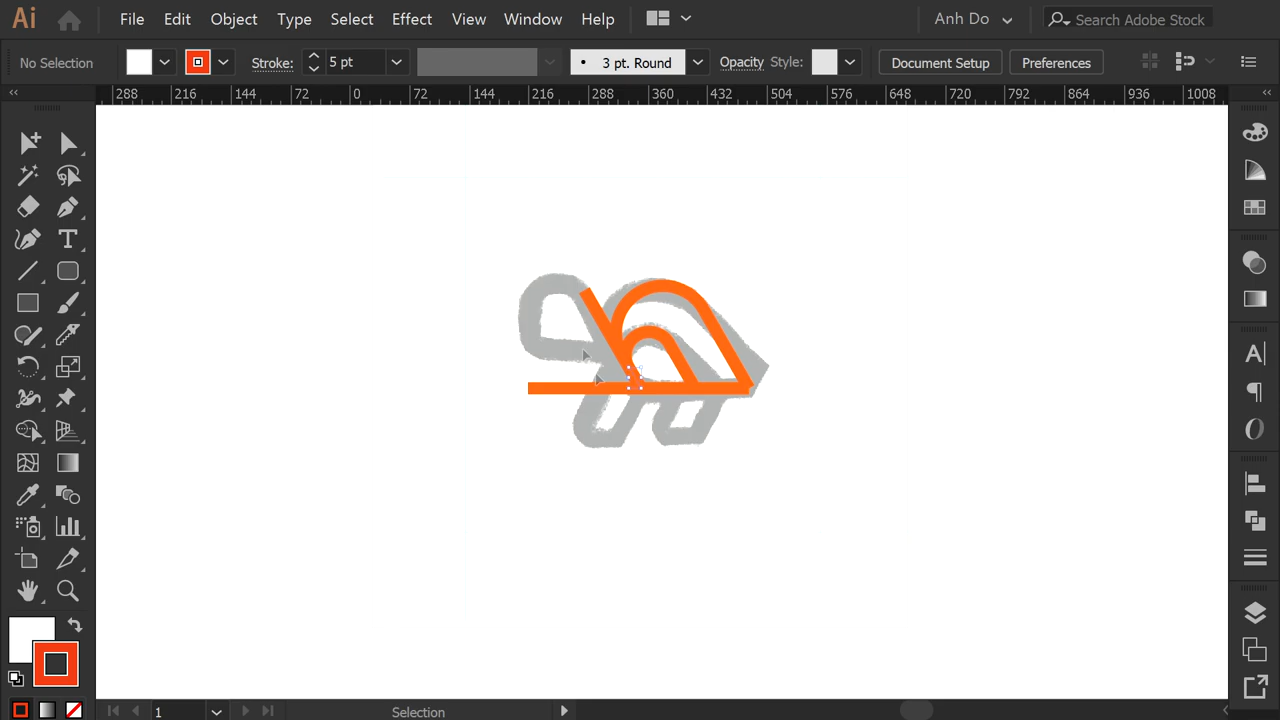 Ai File Edit Object Type Select Effect View Window Help Anh Do Search Adobe Stock
No Selection Stroke: 5 pt 3 pt. Round Opacity Style: Document Setup Preferences
288 216 144 72 0 72 144 216 288 360 432 504 576 648 720 792 864 936 1008
1 Selection